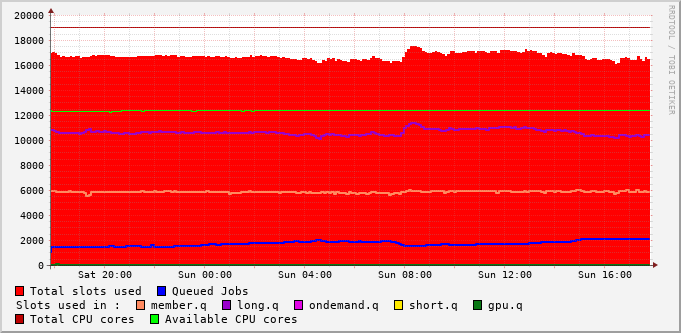 20000
18000
16000
14000
12000
10000
8000
6000
4000
2000
0
Sat 20:00 Sun 00:00 Sun 04:00 Sun 08:00 Sun 12:00 Sun 16:00
Total slots used Queued Jobs
Slots used in : member.q long.q ondemand.q short.q gpu.q
Total CPU cores Available CPU cores
RRDTOOL / TOBI OETIKER